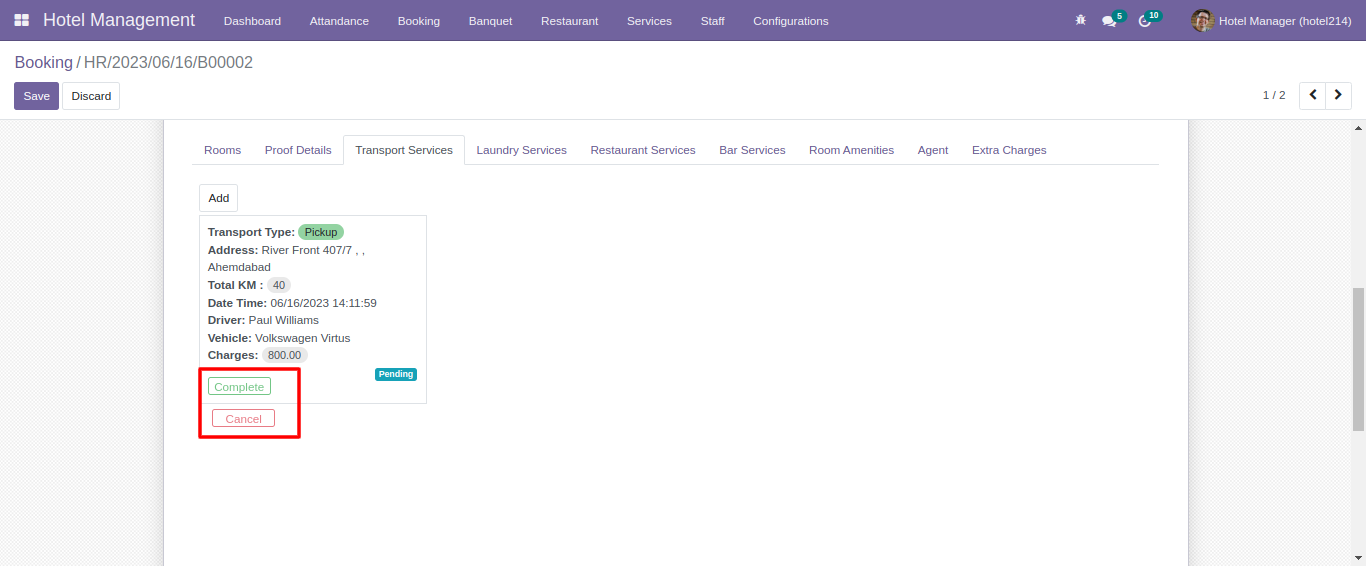 Hotel Management Dashboard Attandance Booking Banquet Restaurant Services Staff Configurations 5 10 Hotel Manager (hotel214)
Booking / HR/2023/06/16/B00002
Save Discard 1 / 2
Rooms Proof Details Transport Services Laundry Services Restaurant Services Bar Services Room Amenities Agent Extra Charges
Add
Transport Type: Pickup
Address: River Front 407/7 , ,
Ahemdabad
Total KM : 40
Date Time: 06/16/2023 14:11:59
Driver: Paul Williams
Vehicle: Volkswagen Virtus
Charges: 800.00
Pending
Complete
Cancel